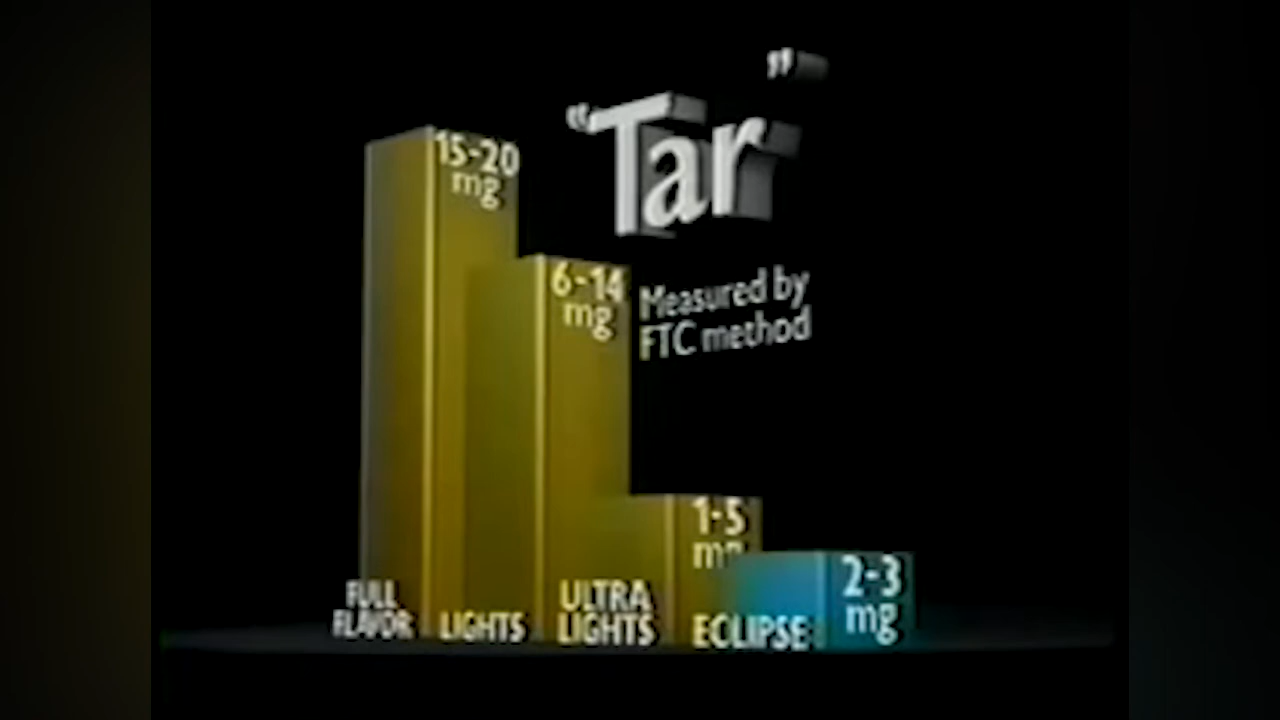 “Tar”
Measured by
FTC method
15-20
mg
6-14
mg
1-5
mg
2-3
mg
FULL
FLAVOR
LIGHTS
ULTRA
LIGHTS
ECLIPSE